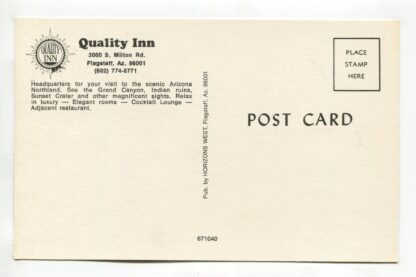 QUALITY
INN
Quality Inn
2000 S. Milton Rd.
Flagstaff, Az. 86001
(602) 774-8771
Headquarters for your visit to the scenic Arizona
Northland. See the Grand Canyon, Indian ruins,
Sunset Crater and other magnificent sights. Relax
in luxury — Elegant rooms — Cocktail Lounge —
Adjacent restaurant.
Pub. by HORIZONS WEST, Flagstaff, Az. 86001
671040
PLACE
STAMP
HERE
POST CARD